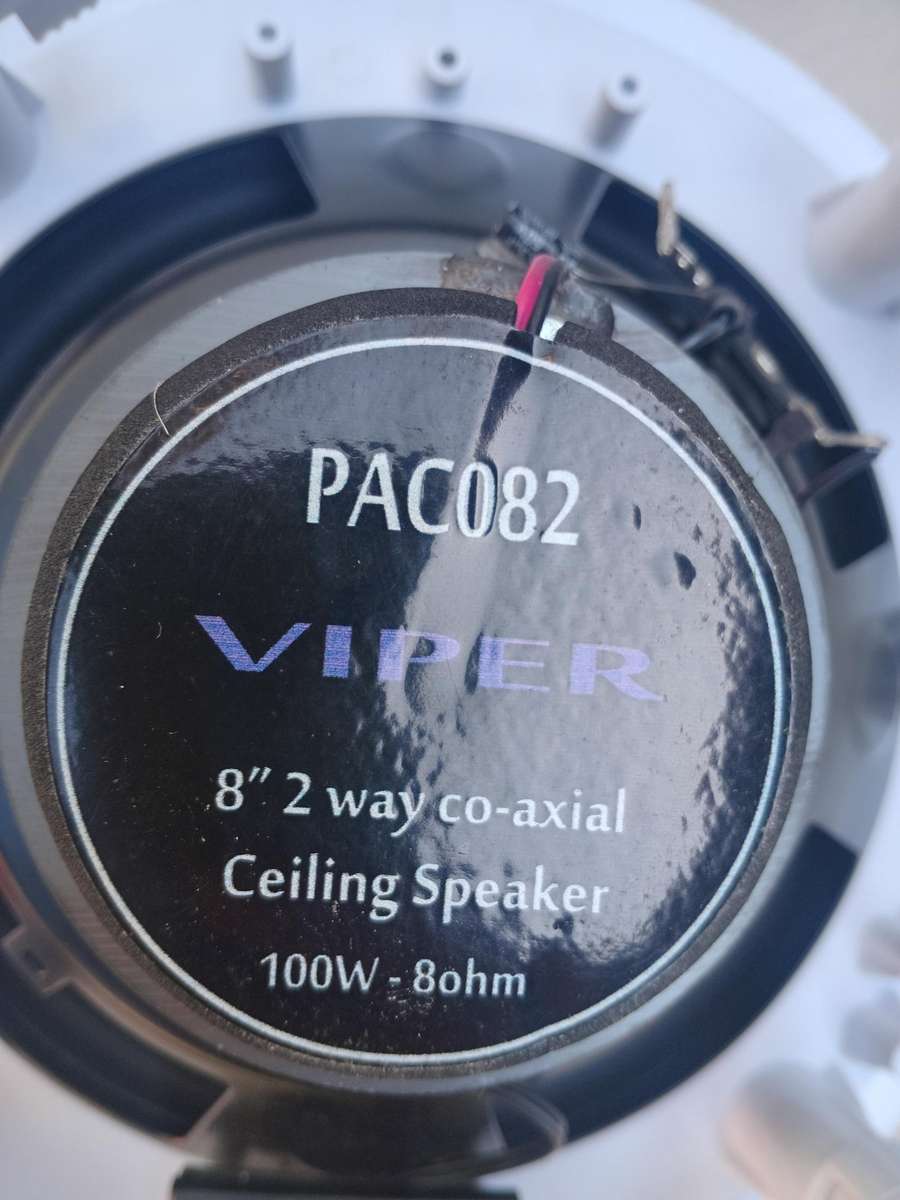 PAC082
VIPER
8" 2 way co-axial
Ceiling Speaker
100W - 8ohm